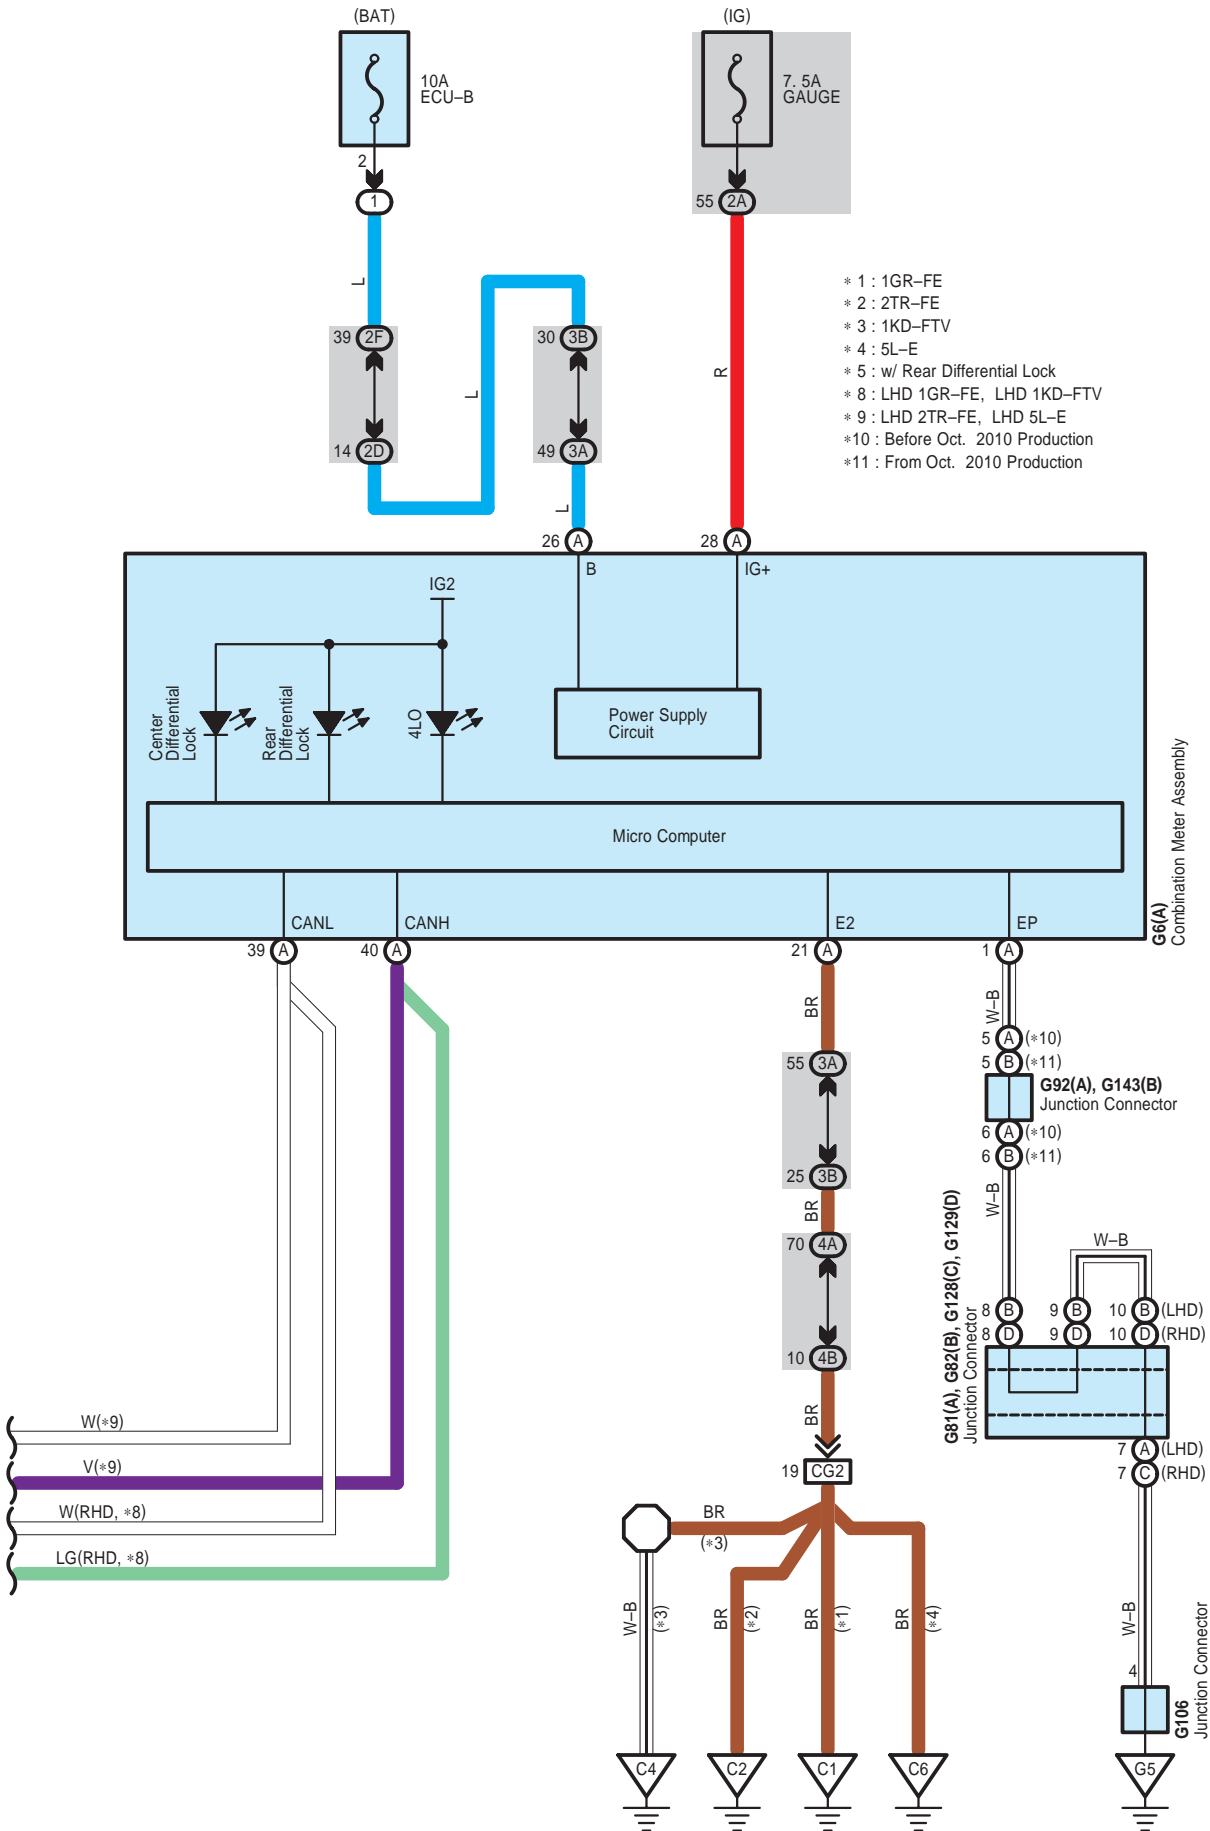 (BAT)
(IG)
10A
ECU–B
7. 5A
GAUGE
2
1
55 2A
L
39 2F
30 3B
L
R
14 2D
49 3A
L
∗ 1 : 1GR–FE
∗ 2 : 2TR–FE
∗ 3 : 1KD–FTV
∗ 4 : 5L–E
∗ 5 : w/ Rear Differential Lock
∗ 8 : LHD 1GR–FE, LHD 1KD–FTV
∗ 9 : LHD 2TR–FE, LHD 5L–E
∗10 : Before Oct. 2010 Production
∗11 : From Oct. 2010 Production
26 A
28 A
B
IG+
IG2
Center
Differential
Lock
Rear
Differential
Lock
4LO
Power Supply
Circuit
Micro Computer
G6(A)
Combination Meter Assembly
CANL
CANH
E2
EP
39 A
40 A
21 A
1 A
BR
W–B
5 A (∗10)
5 B (∗11)
55 3A
G92(A), G143(B)
Junction Connector
6 A (∗10)
6 B (∗11)
25 3B
BR
W–B
70 4A
W–B
G81(A), G82(B), G128(C), G129(D)
Junction Connector
8 B
9 B
10 B (LHD)
8 D
9 D
10 D (RHD)
10 4B
BR
7 A (LHD)
7 C (RHD)
W(∗9)
V(∗9)
W(RHD, ∗8)
LG(RHD, ∗8)
19 CG2
BR
(∗3)
W–B
(∗3)
BR
(∗2)
BR
(∗1)
BR
(∗4)
W–B
4
G106
Junction Connector
C4
C2
C1
C6
G5